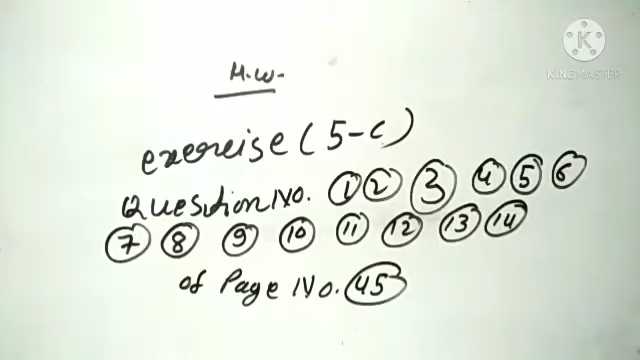 K
KINEMASTER
H.W-
exercise (5-C)
Question No. 1 2 3 4 5 6
7 8 9 10 11 12 13 14
of Page No. 45